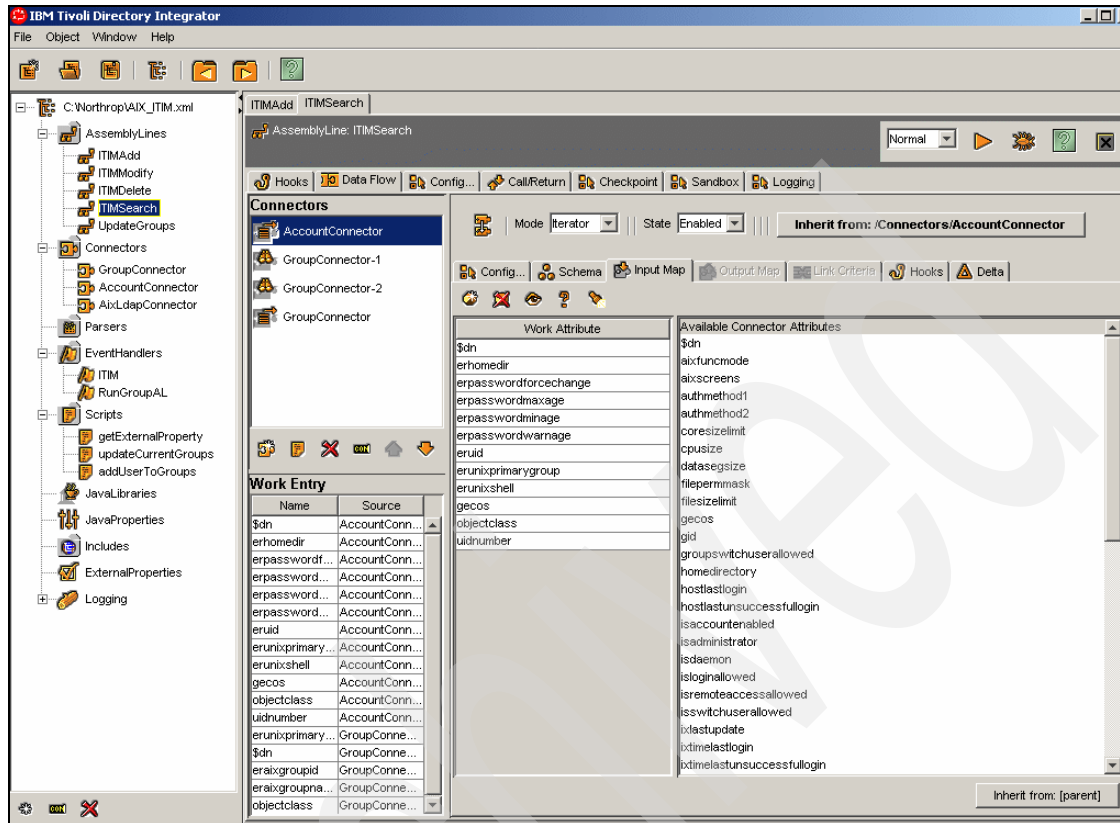 IBM Tivoli Directory Integrator
File Object Window Help
C:\Northrop\AIX_ITIM.xml
AssemblyLines
ITIMAdd
ITIMModify
ITIMDelete
ITIMSearch
UpdateGroups
Connectors
GroupConnector
AccountConnector
AixLdapConnector
Parsers
EventHandlers
ITIM
RunGroupAL
Scripts
getExternalProperty
updateCurrentGroups
addUserToGroups
JavaLibraries
JavaProperties
Includes
ExternalProperties
Logging
ITIMAdd ITIMSearch
AssemblyLine: ITIMSearch
Normal
Hooks Data Flow Config... Call/Return Checkpoint Sandbox Logging
Connectors
AccountConnector
GroupConnector-1
GroupConnector-2
GroupConnector
Work Entry
Name Source
$dn AccountConn...
erhomedir AccountConn...
erpasswordf... AccountConn...
erpassword... AccountConn...
erpassword... AccountConn...
erpassword... AccountConn...
eruid AccountConn...
erunixprimary... AccountConn...
erunixshell AccountConn...
gecos AccountConn...
objectclass AccountConn...
uidnumber AccountConn...
erunixprimary... GroupConne...
$dn GroupConne...
eraixgroupid GroupConne...
eraixgroupna... GroupConne...
objectclass GroupConne...
Mode Iterator State Enabled Inherit from: /Connectors/AccountConnector
Config... Schema Input Map Output Map Link Criteria Hooks Delta
Work Attribute
$dn
erhomedir
erpasswordforcechange
erpasswordmaxage
erpasswordminage
erpasswordwarnage
eruid
erunixprimarygroup
erunixshell
gecos
objectclass
uidnumber
Available Connector Attributes
$dn
aixfuncmode
aixscreens
authmethod1
authmethod2
coresizelimit
cpusize
datasegsize
filepermmask
filesizelimit
gecos
gid
groupswitchuserallowed
homedirectory
hostlastlogin
hostlastunsuccessfullogin
isaccountenabled
isadministrator
isdaemon
isloginallowed
isremoteaccessallowed
isswitchuserallowed
ixlastupdate
ixtimelastlogin
ixtimelastunsuccessfullogin
Inherit from: [parent]